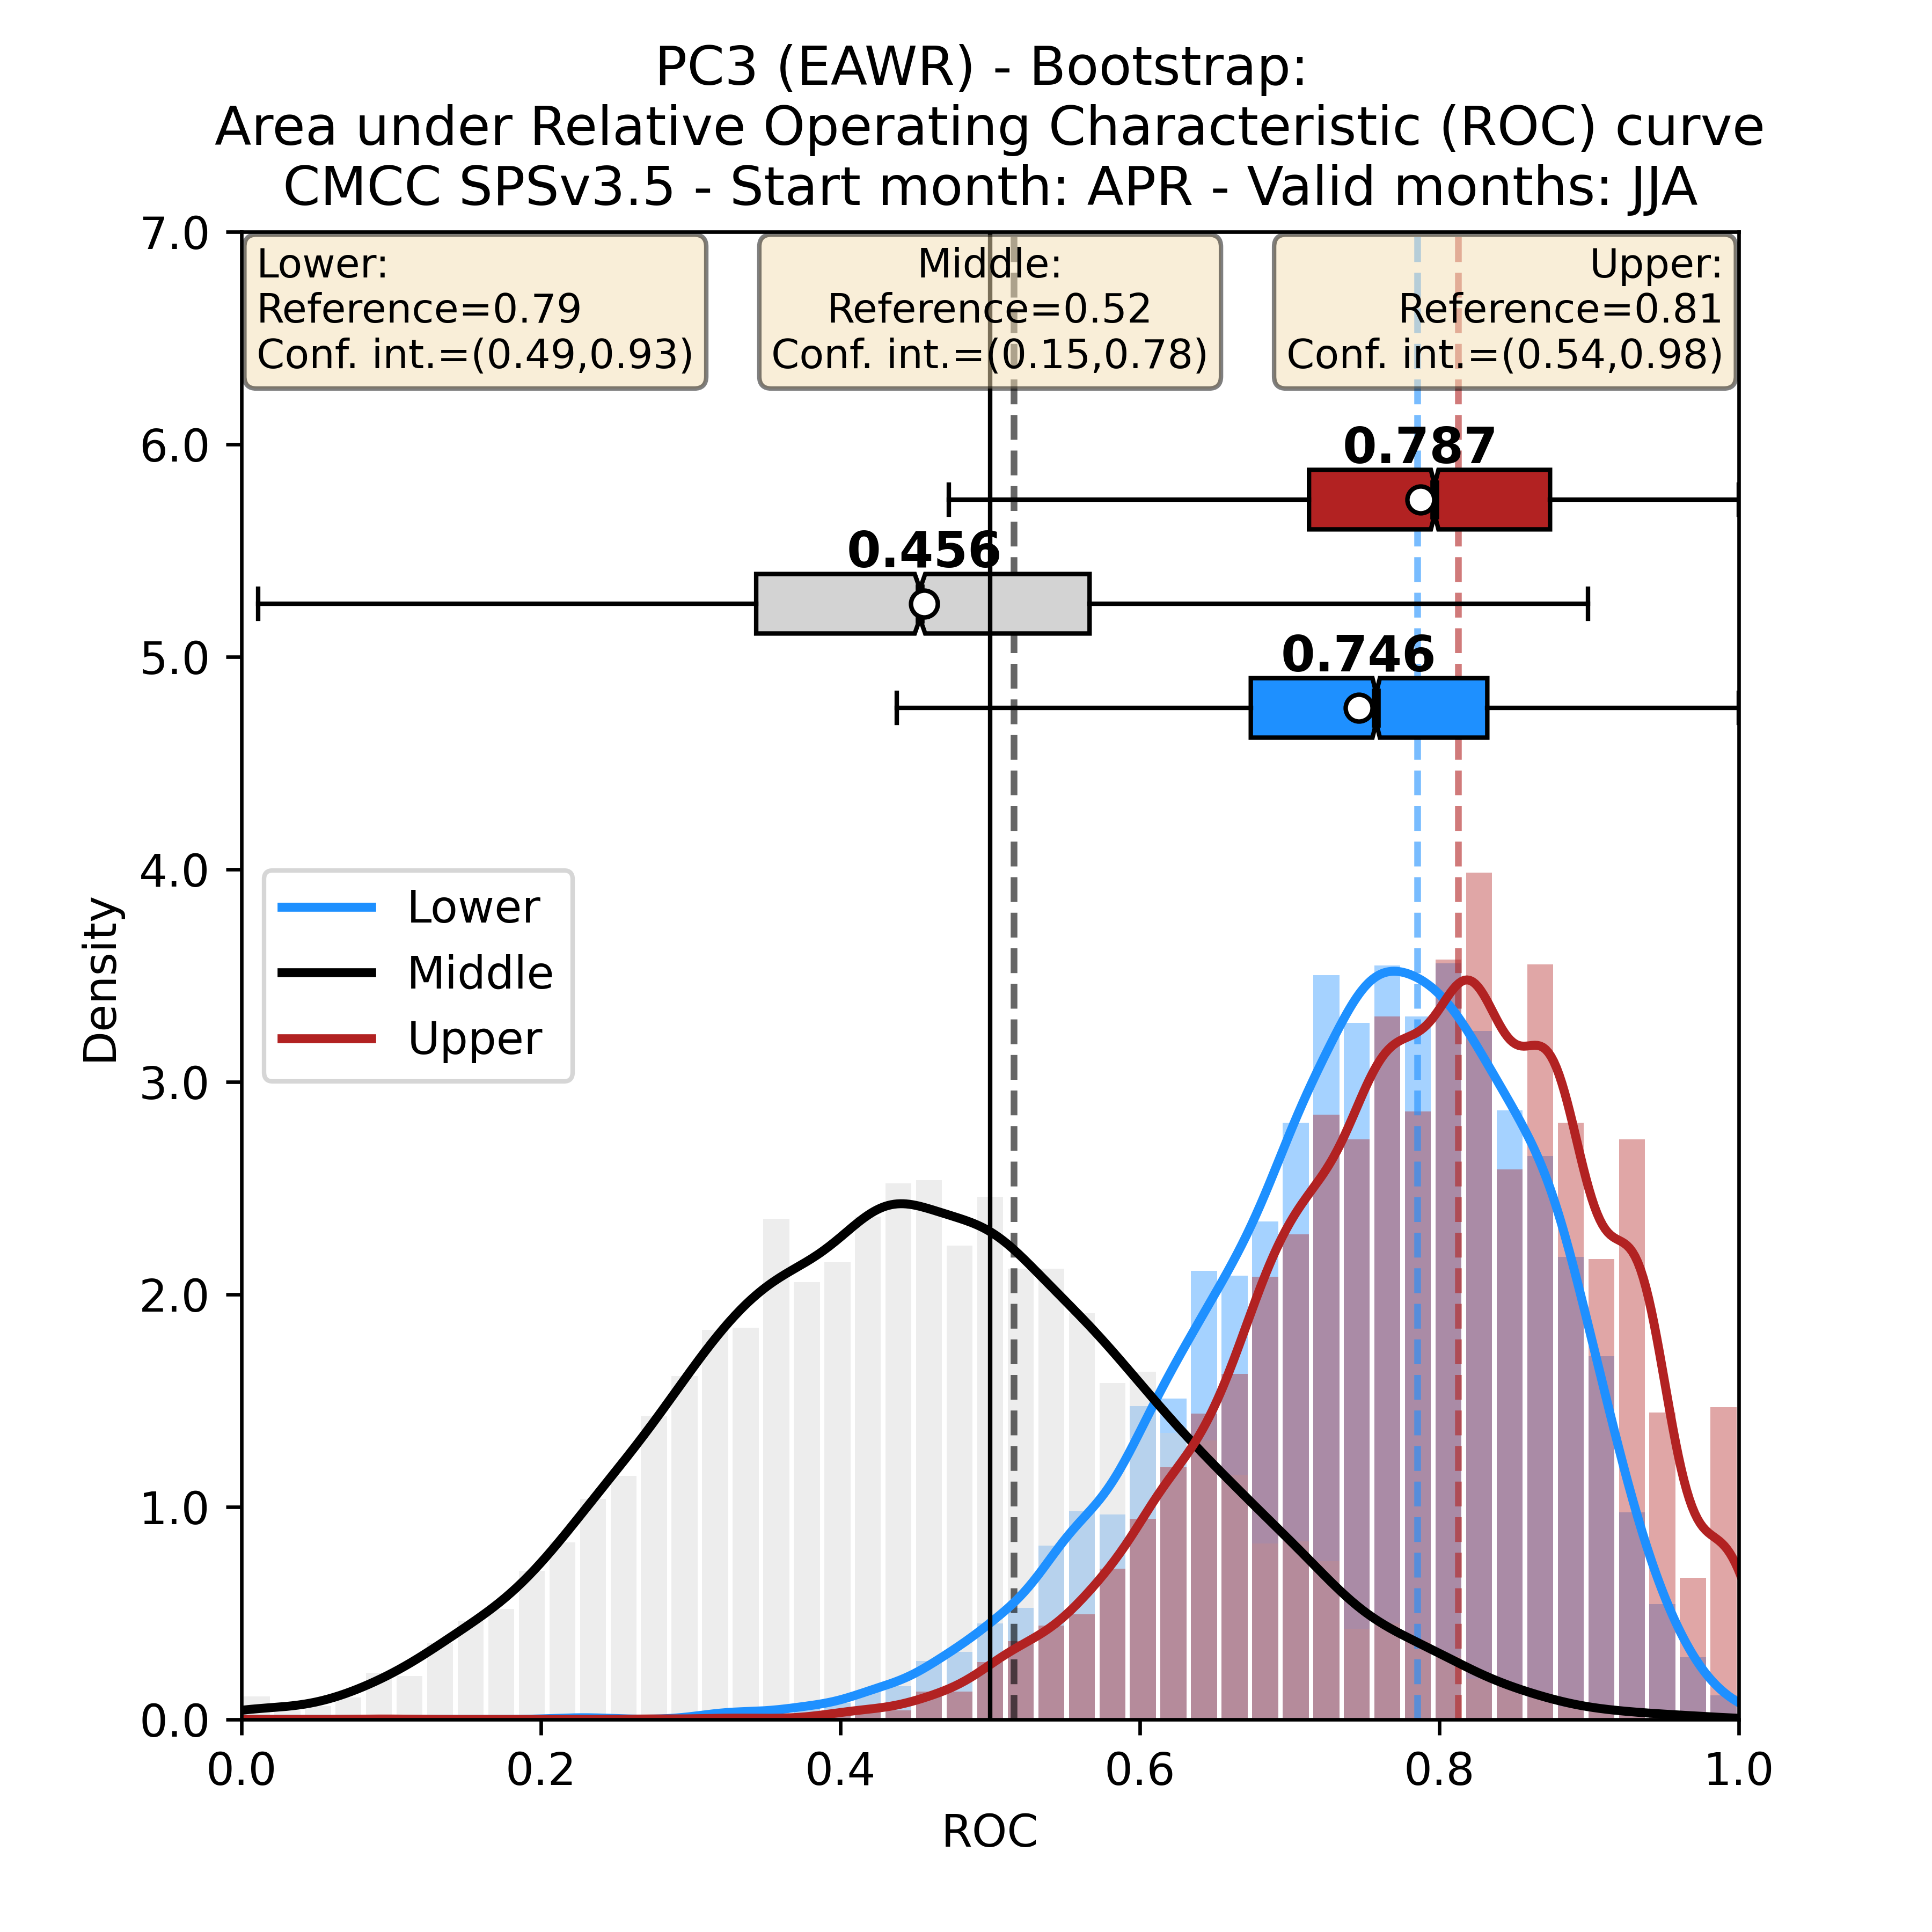 PC3 (EAWR) - Bootstrap:
Area under Relative Operating Characteristic (ROC) curve
CMCC SPSv3.5 - Start month: APR - Valid months: JJA
7.0
6.0
5.0
4.0
3.0
2.0
1.0
0.0
Density
Lower:
Reference=0.79
Conf. int.=(0.49,0.93)
Middle:
Reference=0.52
Conf. int.=(0.15,0.78)
Upper:
Reference=0.81
Conf. int.=(0.54,0.98)
0.787
0.456
0.746
Lower
Middle
Upper
0.0
0.2
0.4
0.6
0.8
1.0
ROC